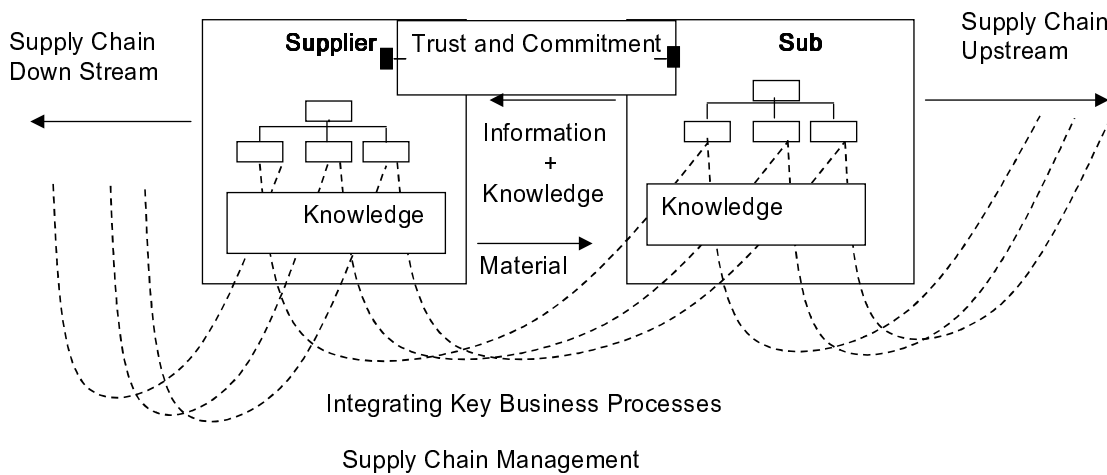 Supply Chain
Down Stream
Supplier
Trust and Commitment
Sub
Supply Chain
Upstream
Information
+
Knowledge
Knowledge
Knowledge
Material
Integrating Key Business Processes
Supply Chain Management